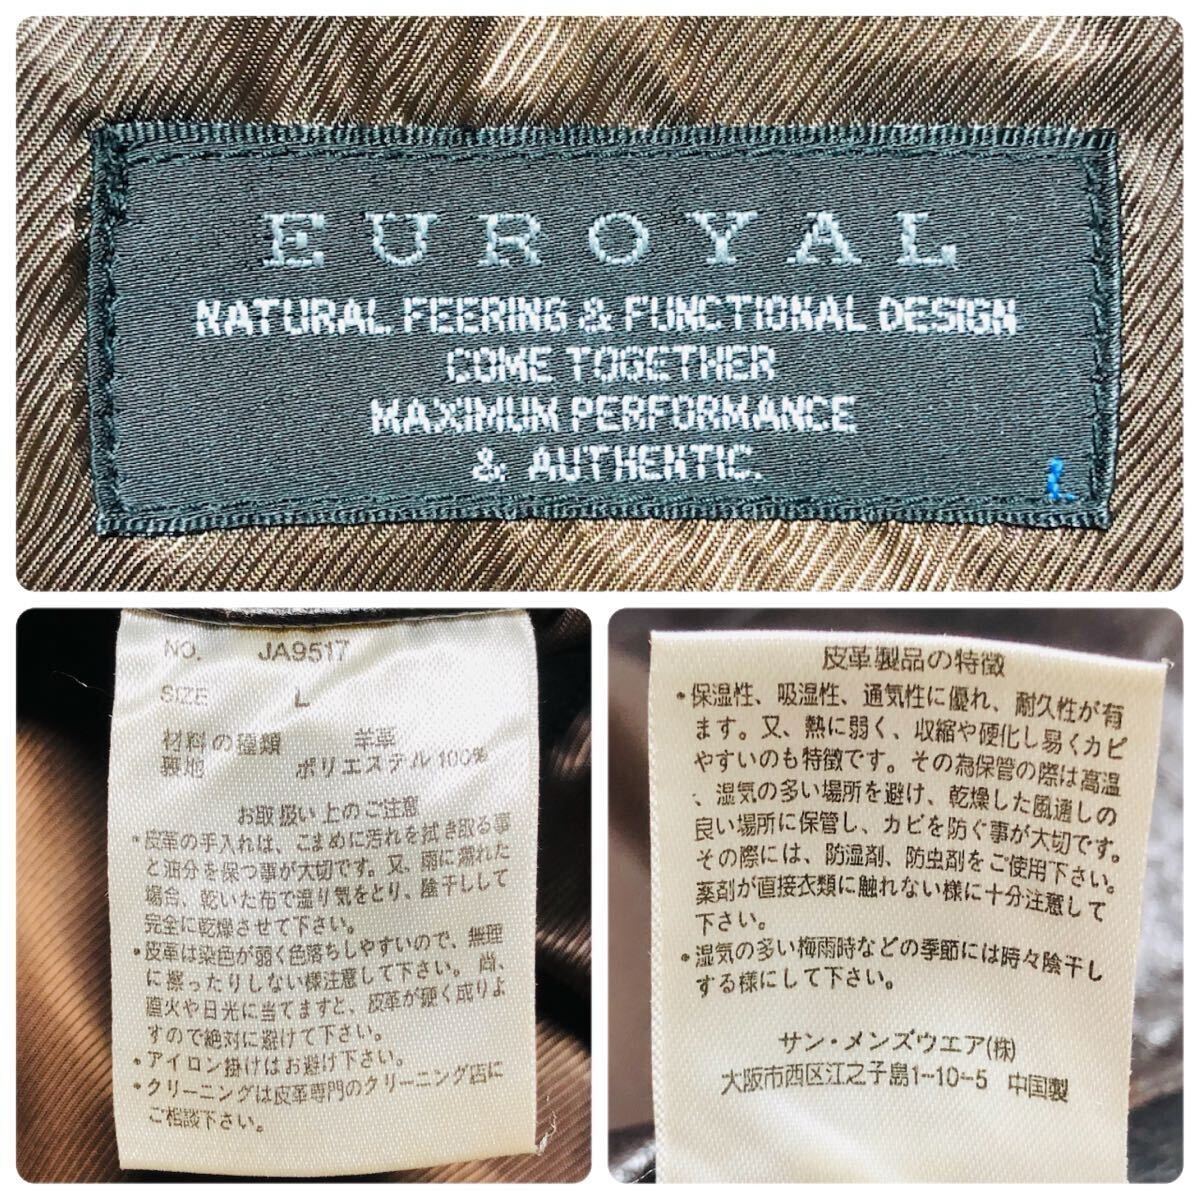 EUROYAL
NATURAL FEERING & FUNCTIONAL DESIGN
COME TOGETHER
MAXIMUM PERFORMANCE
& AUTHENTIC.
L
NO. JA9517
SIZE L
材料の種類 羊革
裏地 ポリエステル100%
お取扱い上のご注意
・皮革の手入れは、こまめに汚れを拭き取る事
と油分を保つ事が大切です。又、雨に濡れた
場合、乾いた布で湿り気をとり、陰干しして
完全に乾燥させて下さい。
・皮革は染色が弱く色落ちしやすいので、無理
に擦ったりしない様注意して下さい。尚、
直火や日光に当てますと、皮革が硬く成りよ
すので絶対に避けて下さい。
・アイロン掛けはお避け下さい。
・クリーニングは皮革専門のクリーニング店に
ご相談下さい。
皮革製品の特徴
・保湿性、吸湿性、通気性に優れ、耐久性が有
ます。又、熱に弱く、収縮や硬化し易くカビ
やすいのも特徴です。その為保管の際は高温
、湿気の多い場所を避け、乾燥した風通しの
良い場所に保管し、カビを防ぐ事が大切です。
その際には、防湿剤、防虫剤をご使用下さい。
薬剤が直接衣類に触れない様に十分注意して
下さい。
・湿気の多い梅雨時などの季節には時々陰干し
する様にして下さい。
サン・メンズウエア(株)
大阪市西区江之子島1-10-5 中国製